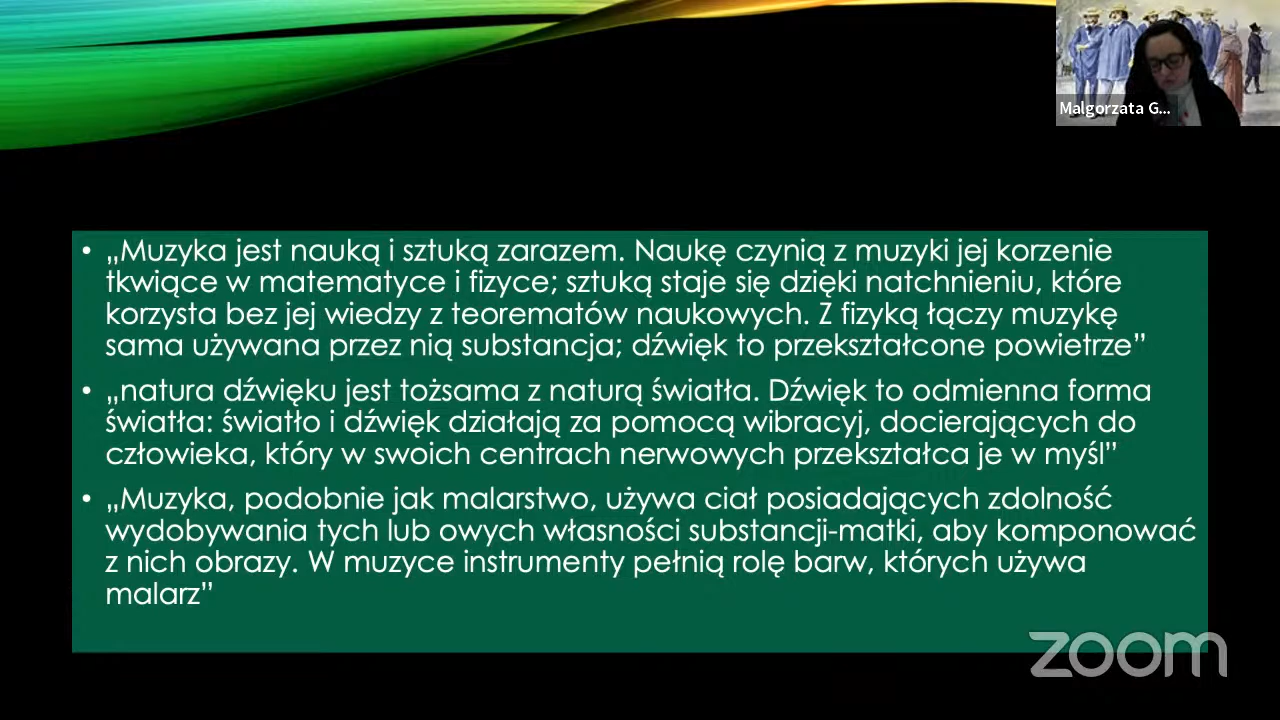 Malgorzata G...
• „Muzyka jest nauką i sztuką zarazem. Naukę czynią z muzyki jej korzenie
tkwiące w matematyce i fizyce; sztuką staje się dzięki natchnieniu, które
korzysta bez jej wiedzy z teorematów naukowych. Z fizyką łączy muzykę
sama używana przez nią substancja; dźwięk to przekształcone powietrze”
• „natura dźwięku jest tożsama z naturą światła. Dźwięk to odmienna forma
światła: światło i dźwięk działają za pomocą wibracyj, docierających do
człowieka, który w swoich centrach nerwowych przekształca je w myśl”
• „Muzyka, podobnie jak malarstwo, używa ciał posiadających zdolność
wydobywania tych lub owych własności substancji-matki, aby komponować
z nich obrazy. W muzyce instrumenty pełnią rolę barw, których używa
malarz”
zoom